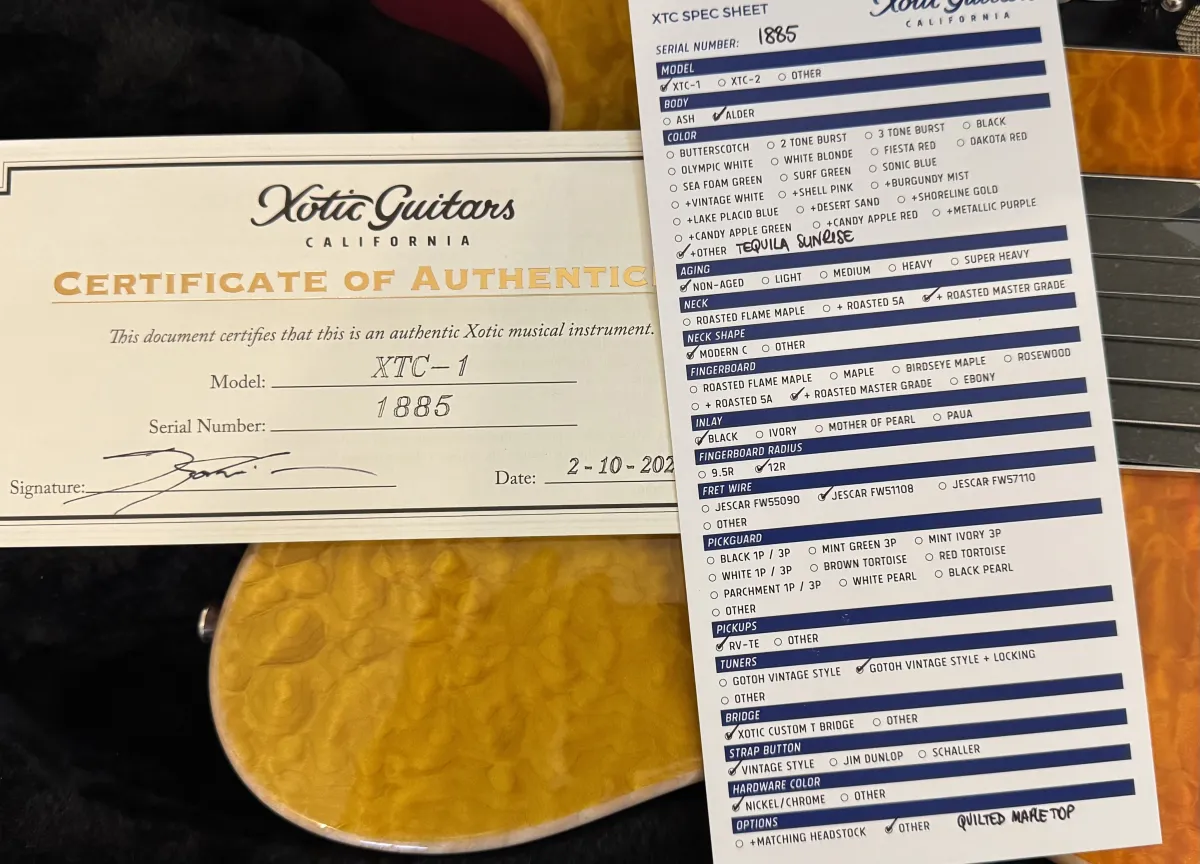 Xotic Guitars
CALIFORNIA
CERTIFICATE OF
This document certifies that this is an authentic Xotic musical instrument.
Model: XTC-1
Serial Number: 1885
Signature:
Date: 2-10-202
XTC SPEC SHEET
Xotic Guitars
CALIFORNIA
SERIAL NUMBER: 1885
MODEL
XTC-1 XTC-2 OTHER
BODY
ASH ALDER
COLOR
BUTTERSCOTCH 2 TONE BURST 3 TONE BURST BLACK
OLYMPIC WHITE WHITE BLONDE FIESTA RED DAKOTA RED
SEA FOAM GREEN SURF GREEN SONIC BLUE
+VINTAGE WHITE +SHELL PINK +BURGUNDY MIST
+LAKE PLACID BLUE +DESERT SAND +SHORELINE GOLD
+CANDY APPLE GREEN +CANDY APPLE RED +METALLIC PURPLE
+OTHER TEQUILA SUNRISE
AGING
NON-AGED LIGHT MEDIUM HEAVY SUPER HEAVY
NECK
ROASTED FLAME MAPLE + ROASTED 5A + ROASTED MASTER GRADE
NECK SHAPE
MODERN C OTHER
FINGERBOARD
ROASTED FLAME MAPLE MAPLE BIRDSEYE MAPLE ROSEWOOD
+ ROASTED 5A + ROASTED MASTER GRADE EBONY
INLAY
BLACK IVORY MOTHER OF PEARL PAUA
FINGERBOARD RADIUS
9.5R 12R
FRET WIRE
JESCAR FW55090 JESCAR FW51108 JESCAR FW57110
OTHER
PICKGUARD
BLACK 1P / 3P MINT GREEN 3P MINT IVORY 3P
WHITE 1P / 3P BROWN TORTOISE RED TORTOISE
PARCHMENT 1P / 3P WHITE PEARL BLACK PEARL
OTHER
PICKUPS
RV-TE OTHER
TUNERS
GOTOH VINTAGE STYLE GOTOH VINTAGE STYLE + LOCKING
OTHER
BRIDGE
XOTIC CUSTOM T BRIDGE OTHER
STRAP BUTTON
VINTAGE STYLE JIM DUNLOP SCHALLER
HARDWARE COLOR
NICKEL/CHROME OTHER
OPTIONS
+MATCHING HEADSTOCK OTHER QUILTED MAPLE TOP